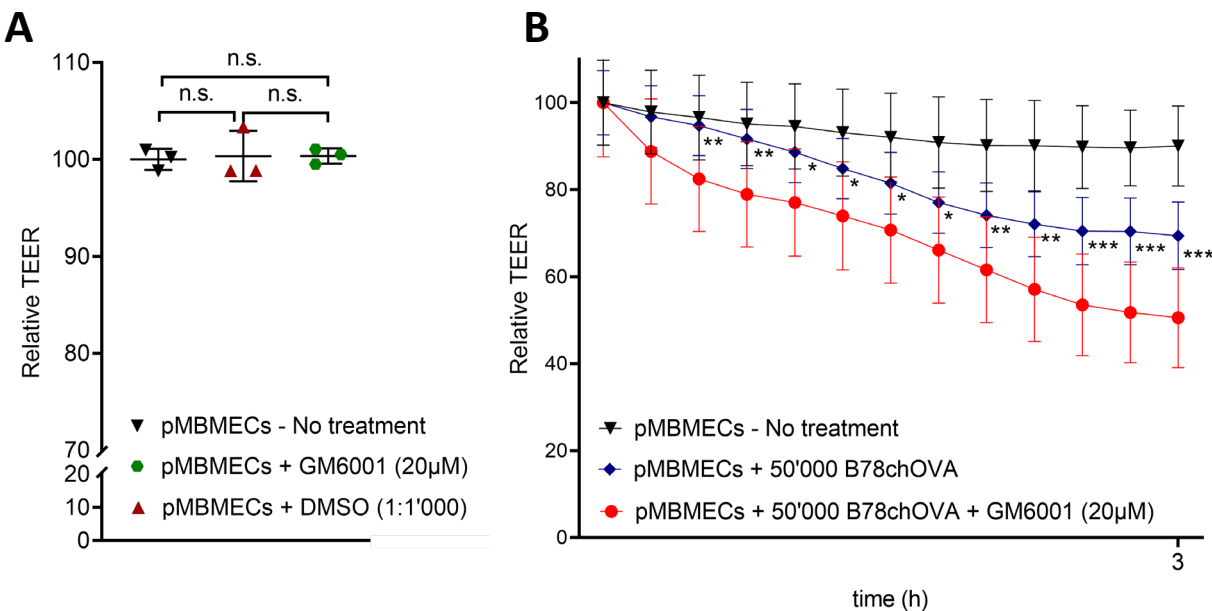 A
110
100
90
80
70
20
10
0
Relative TEER
n.s.
n.s.
n.s.
pMBMECs - No treatment
pMBMECs + GM6001 (20µM)
pMBMECs + DMSO (1:1'000)
B
100
80
60
40
20
0
Relative TEER
**
**
*
*
*
*
**
**
***
***
***
pMBMECs - No treatment
pMBMECs + 50'000 B78chOVA
pMBMECs + 50'000 B78chOVA + GM6001 (20µM)
3
time (h)